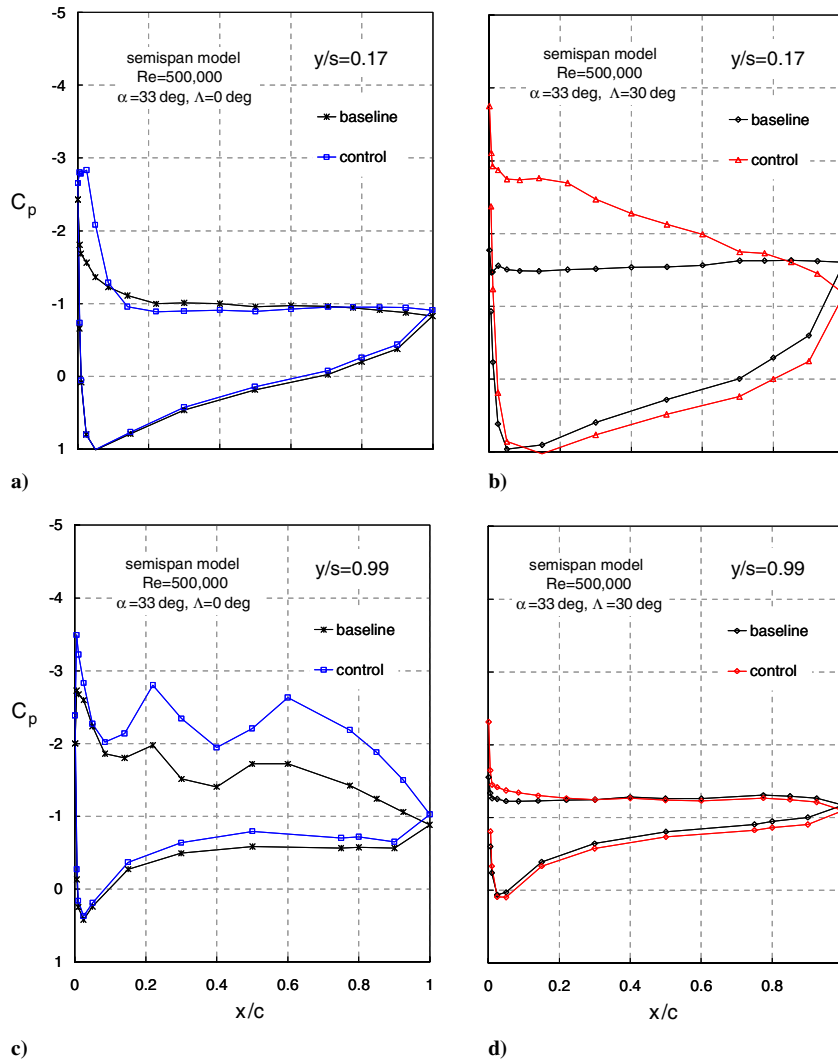 -5
-4
-3
-2
-1
0
1
C_p
semispan model
Re=500,000
α=33 deg, Λ=0 deg
y/s=0.17
baseline
control
a)
semispan model
Re=500,000
α=33 deg, Λ=30 deg
y/s=0.17
baseline
control
b)
-5
-4
-3
-2
-1
0
1
C_p
semispan model
Re=500,000
α=33 deg, Λ=0 deg
y/s=0.99
baseline
control
0 0.2 0.4 0.6 0.8 1
x/c
c)
semispan model
Re=500,000
α=33 deg, Λ=30 deg
y/s=0.99
baseline
control
0 0.2 0.4 0.6 0.8
x/c
d)